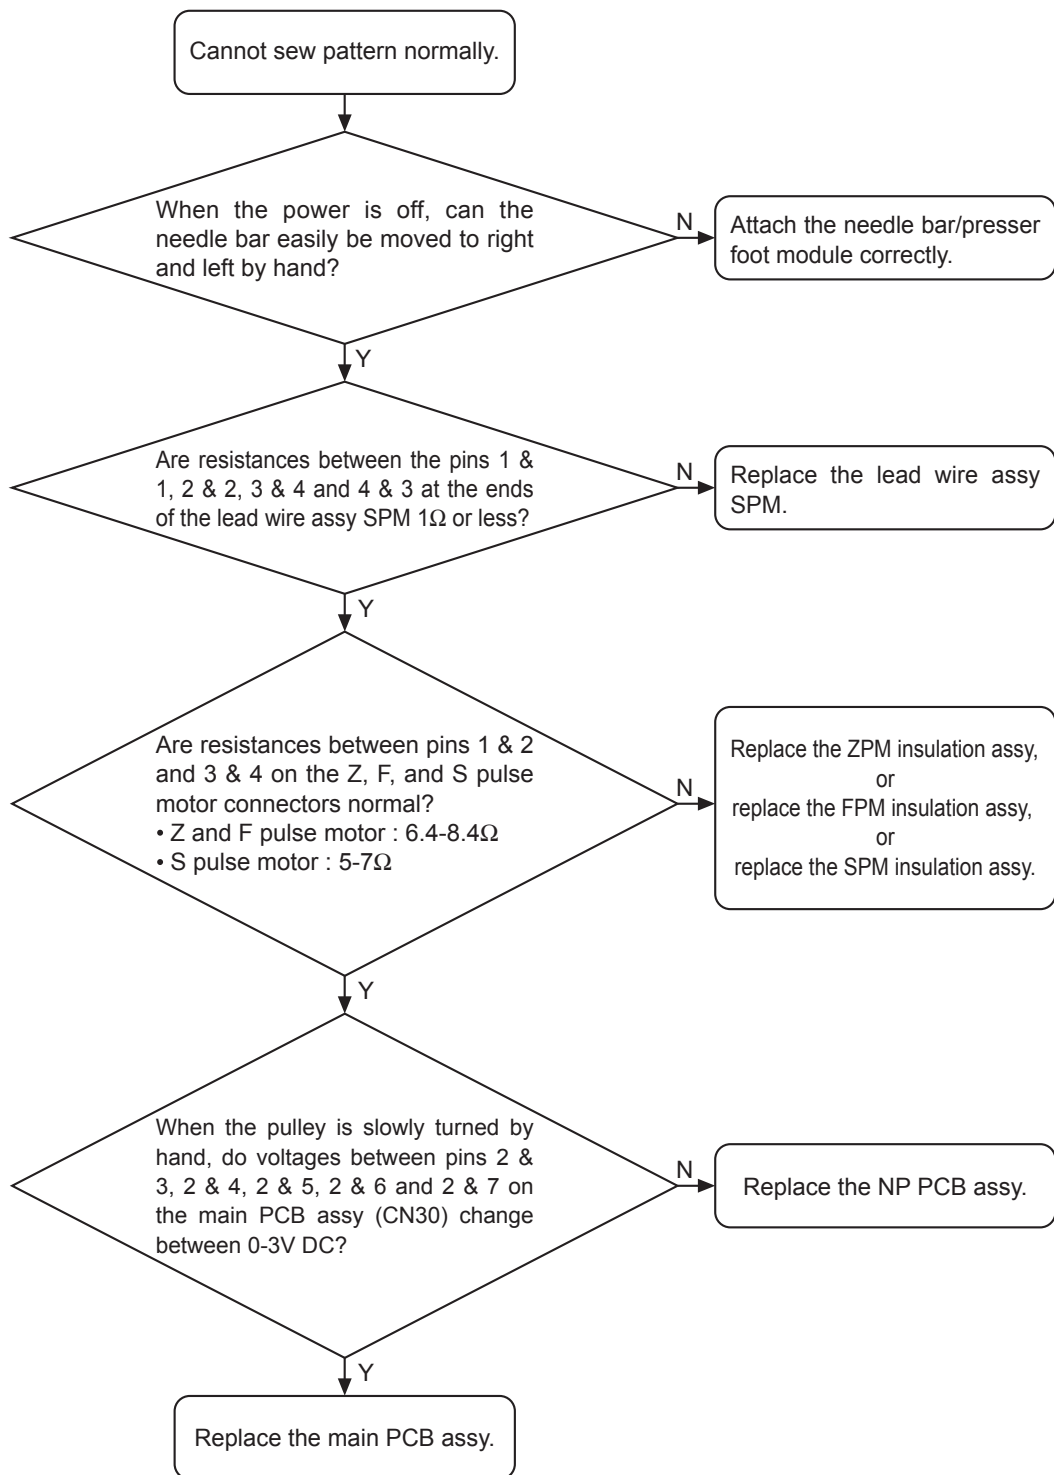 Cannot sew pattern normally.
When the power is off, can the
needle bar easily be moved to right
and left by hand?
N
Attach the needle bar/presser
foot module correctly.
Y
Are resistances between the pins 1 &
1, 2 & 2, 3 & 4 and 4 & 3 at the ends
of the lead wire assy SPM 1Ω or less?
N
Replace the lead wire assy
SPM.
Y
Are resistances between pins 1 & 2
and 3 & 4 on the Z, F, and S pulse
motor connectors normal?
• Z and F pulse motor : 6.4-8.4Ω
• S pulse motor : 5-7Ω
N
Replace the ZPM insulation assy,
or
replace the FPM insulation assy,
or
replace the SPM insulation assy.
Y
When the pulley is slowly turned by
hand, do voltages between pins 2 &
3, 2 & 4, 2 & 5, 2 & 6 and 2 & 7 on
the main PCB assy (CN30) change
between 0-3V DC?
N
Replace the NP PCB assy.
Y
Replace the main PCB assy.